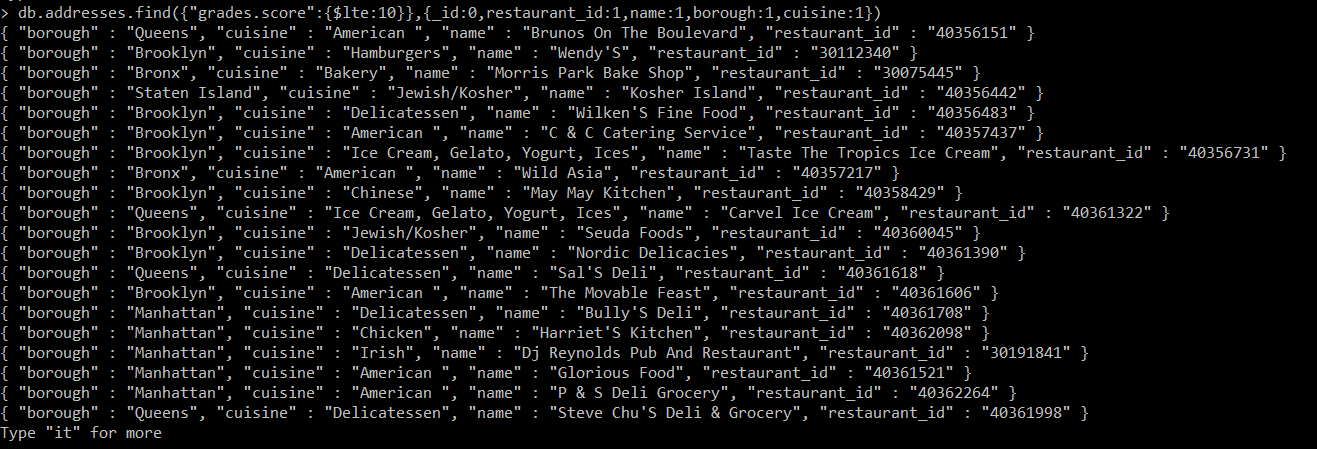 > db.addresses.find({"grades.score":{$lte:10}},{_id:0,restaurant_id:1,name:1,borough:1,cuisine:1})
{ "borough" : "Queens", "cuisine" : "American ", "name" : "Brunos On The Boulevard", "restaurant_id" : "40356151" }
{ "borough" : "Brooklyn", "cuisine" : "Hamburgers", "name" : "Wendy'S", "restaurant_id" : "30112340" }
{ "borough" : "Bronx", "cuisine" : "Bakery", "name" : "Morris Park Bake Shop", "restaurant_id" : "30075445" }
{ "borough" : "Staten Island", "cuisine" : "Jewish/Kosher", "name" : "Kosher Island", "restaurant_id" : "40356442" }
{ "borough" : "Brooklyn", "cuisine" : "Delicatessen", "name" : "Wilken'S Fine Food", "restaurant_id" : "40356483" }
{ "borough" : "Brooklyn", "cuisine" : "American ", "name" : "C & C Catering Service", "restaurant_id" : "40357437" }
{ "borough" : "Brooklyn", "cuisine" : "Ice Cream, Gelato, Yogurt, Ices", "name" : "Taste The Tropics Ice Cream", "restaurant_id" : "40356731" }
{ "borough" : "Bronx", "cuisine" : "American ", "name" : "Wild Asia", "restaurant_id" : "40357217" }
{ "borough" : "Brooklyn", "cuisine" : "Chinese", "name" : "May May Kitchen", "restaurant_id" : "40358429" }
{ "borough" : "Queens", "cuisine" : "Ice Cream, Gelato, Yogurt, Ices", "name" : "Carvel Ice Cream", "restaurant_id" : "40361322" }
{ "borough" : "Brooklyn", "cuisine" : "Jewish/Kosher", "name" : "Seuda Foods", "restaurant_id" : "40360045" }
{ "borough" : "Brooklyn", "cuisine" : "Delicatessen", "name" : "Nordic Delicacies", "restaurant_id" : "40361390" }
{ "borough" : "Queens", "cuisine" : "Delicatessen", "name" : "Sal'S Deli", "restaurant_id" : "40361618" }
{ "borough" : "Brooklyn", "cuisine" : "American ", "name" : "The Movable Feast", "restaurant_id" : "40361606" }
{ "borough" : "Manhattan", "cuisine" : "Delicatessen", "name" : "Bully'S Deli", "restaurant_id" : "40361708" }
{ "borough" : "Manhattan", "cuisine" : "Chicken", "name" : "Harriet'S Kitchen", "restaurant_id" : "40362098" }
{ "borough" : "Manhattan", "cuisine" : "Irish", "name" : "Dj Reynolds Pub And Restaurant", "restaurant_id" : "30191841" }
{ "borough" : "Manhattan", "cuisine" : "American ", "name" : "Glorious Food", "restaurant_id" : "40361521" }
{ "borough" : "Manhattan", "cuisine" : "American ", "name" : "P & S Deli Grocery", "restaurant_id" : "40362264" }
{ "borough" : "Queens", "cuisine" : "Delicatessen", "name" : "Steve Chu'S Deli & Grocery", "restaurant_id" : "40361998" }
Type "it" for more